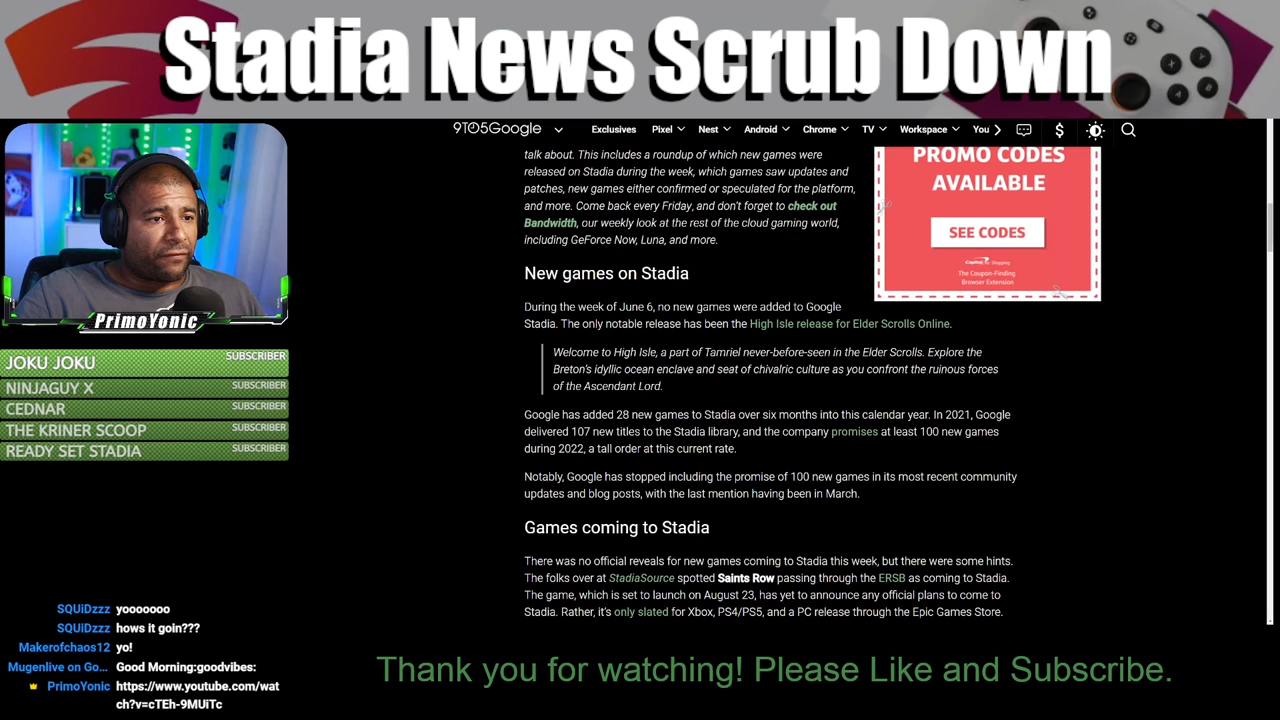 Stadia News Scrub Down
9TO5Google Exclusives Pixel Nest Android Chrome TV Workspace You
talk about. This includes a roundup of which new games were
released on Stadia during the week, which games saw updates and
patches, new games either confirmed or speculated for the platform,
and more. Come back every Friday, and don't forget to check out
Bandwidth, our weekly look at the rest of the cloud gaming world,
including GeForce Now, Luna, and more.
PROMO CODES
AVAILABLE
SEE CODES
The Coupon-Finding
Browser Extension
New games on Stadia
During the week of June 6, no new games were added to Google
Stadia. The only notable release has been the High Isle release for Elder Scrolls Online.
Welcome to High Isle, a part of Tamriel never-before-seen in the Elder Scrolls. Explore the
Breton's idyllic ocean enclave and seat of chivalric culture as you confront the ruinous forces
of the Ascendant Lord.
Google has added 28 new games to Stadia over six months into this calendar year. In 2021, Google
delivered 107 new titles to the Stadia library, and the company promises at least 100 new games
during 2022, a tall order at this current rate.
Notably, Google has stopped including the promise of 100 new games in its most recent community
updates and blog posts, with the last mention having been in March.
Games coming to Stadia
There was no official reveals for new games coming to Stadia this week, but there were some hints.
The folks over at StadiaSource spotted Saints Row passing through the ERSB as coming to Stadia.
The game, which is set to launch on August 23, has yet to announce any official plans to come to
Stadia. Rather, it's only slated for Xbox, PS4/PS5, and a PC release through the Epic Games Store.
PrimoYonic
JOKU JOKU SUBSCRIBER
NINJAGUY X SUBSCRIBER
CEDNAR SUBSCRIBER
THE KRINER SCOOP SUBSCRIBER
READY SET STADIA SUBSCRIBER
SQUiDzzz yooooooo
SQUiDzzz hows it goin???
Makerofchaos12 yo!
Mugenlive on Go... Good Morning:goodvibes:
PrimoYonic https://www.youtube.com/wat
ch?v=cTEh-9MUiTc
Thank you for watching! Please Like and Subscribe.